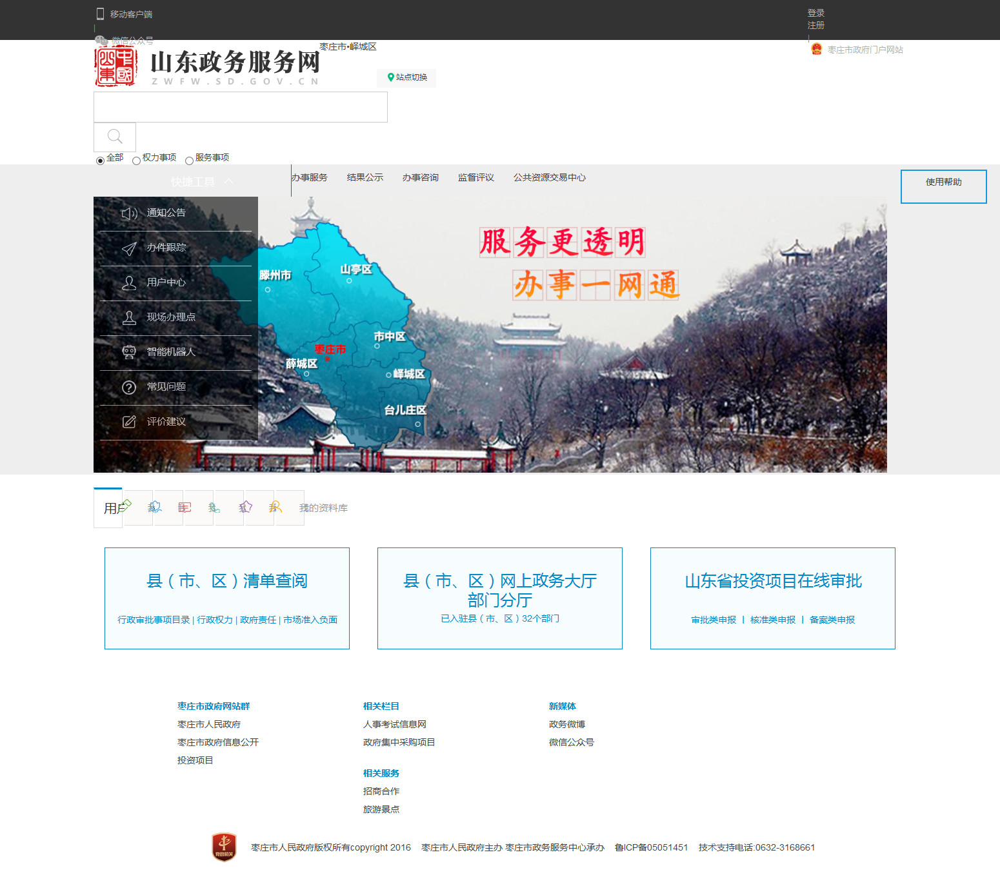 移动客户端
登录
注册
|
微信公众号
|
枣庄市政府门户网站
枣庄市•峄城区
山东政务服务网
ZWFW.SD.GOV.CN
站点切换
全部 权力事项 服务事项
快捷工具
办事服务 结果公示 办事咨询 监督评议 公共资源交易中心
使用帮助
通知公告
办件跟踪
用户中心
现场办理点
智能机器人
常见问题
评价建议
服务更透明
办事一网通
滕州市
山亭区
市中区
枣庄市
薛城区
峄城区
台儿庄区
用户
我的资料库
县（市、区）清单查阅
行政审批事项目录 | 行政权力 | 政府责任 | 市场准入负面
县（市、区）网上政务大厅
部门分厅
已入驻县（市、区）32个部门
山东省投资项目在线审批
审批类申报 | 核准类申报 | 备案类申报
枣庄市政府网站群
枣庄市人民政府
枣庄市政府信息公开
投资项目
相关栏目
人事考试信息网
政府集中采购项目
相关服务
招商合作
旅游景点
新媒体
政务微博
微信公众号
党政机关
枣庄市人民政府版权所有copyright 2016 枣庄市人民政府主办 枣庄市政务服务中心承办 鲁ICP备05051451 技术支持电话:0632-3168661